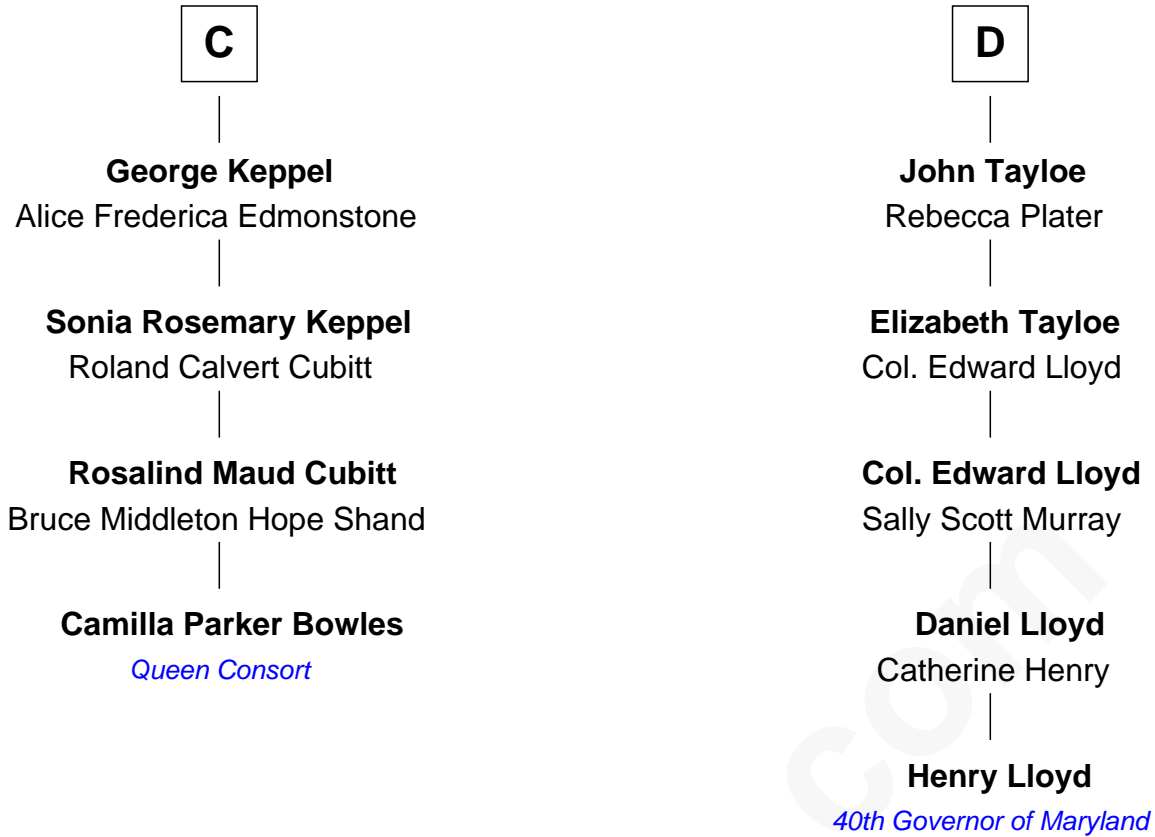 C
George Keppel
Alice Frederica Edmonstone
Sonia Rosemary Keppel
Roland Calvert Cubitt
Rosalind Maud Cubitt
Bruce Middleton Hope Shand
Camilla Parker Bowles
Queen Consort
D
John Tayloe
Rebecca Plater
Elizabeth Tayloe
Col. Edward Lloyd
Col. Edward Lloyd
Sally Scott Murray
Daniel Lloyd
Catherine Henry
Henry Lloyd
40th Governor of Maryland
com